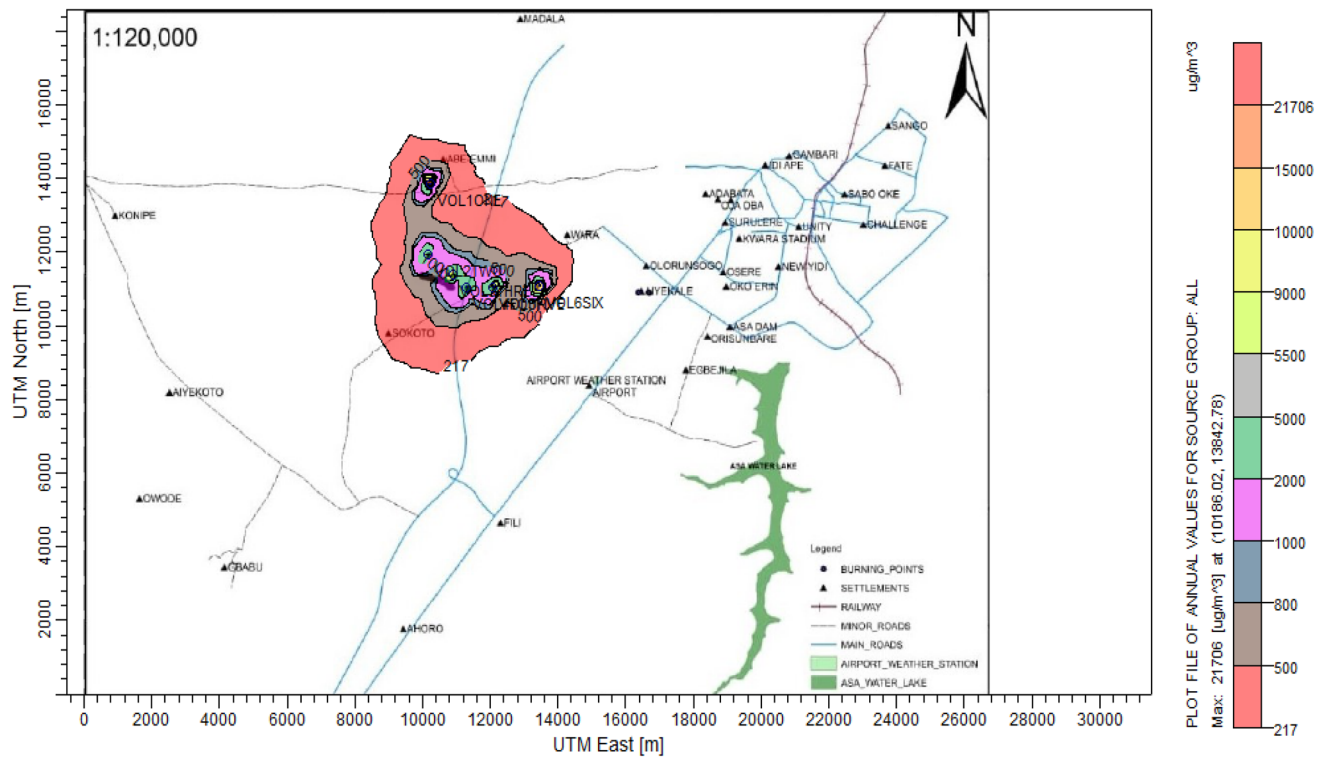 1:120,000
N
MADALA
SANGO
GAMBARI
IDI APE
FATE
500
ADABATA
SABO OKE
OJA OBA
KONIPE
SURULERE
UNITY
CHALLENGE
WARA
KWARA STADIUM
OLORUNSOGO
OSERE
NEW YIDI
OKO ERIN
500
SOKOTO
ASA DAM
ORISUNBARE
217
EGBEJILA
AIRPORT WEATHER STATION
AIRPORT
AIYEKOTO
ASA WATER LAKE
OWODE
FILI
GBABU
AHORO
Legend
BURNING_POINTS
SETTLEMENTS
RAILWAY
MINOR_ROADS
MAIN_ROADS
AIRPORT_WEATHER_STATION
ASA_WATER_LAKE
UTM North [m]
16000
14000
12000
10000
8000
6000
4000
2000
0 2000 4000 6000 8000 10000 12000 14000 16000 18000 20000 22000 24000 26000 28000 30000
UTM East [m]
PLOT FILE OF ANNUAL VALUES FOR SOURCE GROUP: ALL
Max: 21706 [ug/m^3] at (10186.02, 13842.78)
ug/m^3
21706
15000
10000
9000
5500
5000
2000
1000
800
500
217